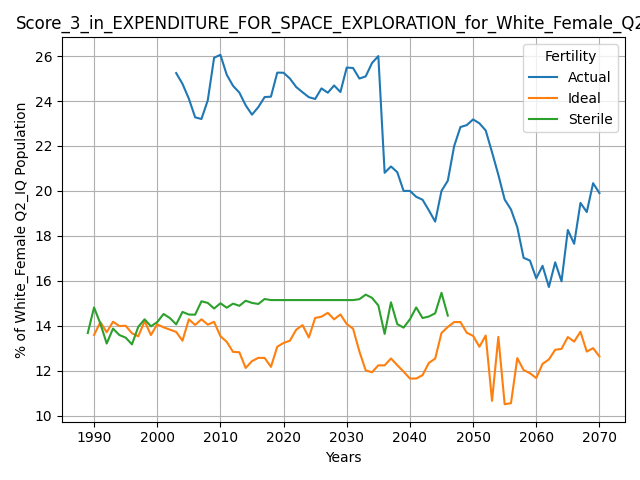 Score_3_in_EXPENDITURE_FOR_SPACE_EXPLORATION_for_White_Female_Q2
Fertility
Actual
Ideal
Sterile
% of White_Female Q2_IQ Population
26
24
22
20
18
16
14
12
10
1990 2000 2010 2020 2030 2040 2050 2060 2070
Years